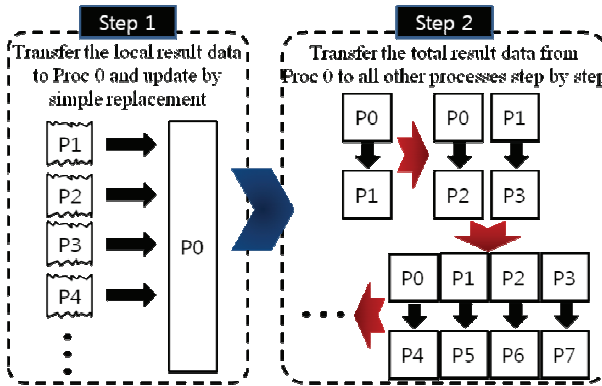 Step 1
Transfer the local result data
to Proc 0 and update by
simple replacement
P1
P2
P3
P4
P0
Step 2
Transfer the total result data from
Proc 0 to all other processes step by step
P0
P0
P1
P1
P2
P3
P0
P1
P2
P3
P4
P5
P6
P7